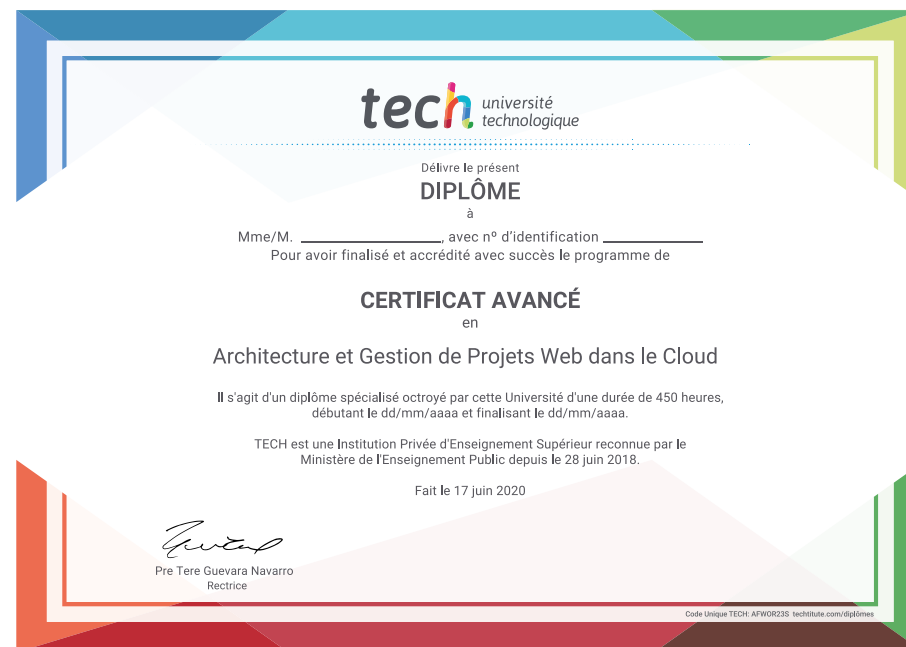 tech université
technologique
Délivre le présent
DIPLÔME
à
Mme/M. ____________________, avec nº d'identification ______________
Pour avoir finalisé et accrédité avec succès le programme de
CERTIFICAT AVANCÉ
en
Architecture et Gestion de Projets Web dans le Cloud
Il s'agit d'un diplôme spécialisé octroyé par cette Université d'une durée de 450 heures,
débutant le dd/mm/aaaa et finalisant le dd/mm/aaaa.
TECH est une Institution Privée d'Enseignement Supérieur reconnue par le
Ministère de l'Enseignement Public depuis le 28 juin 2018.
Fait le 17 juin 2020
Pre Tere Guevara Navarro
Rectrice
Code Unique TECH: AFWOR23S techtitute.com/diplômes